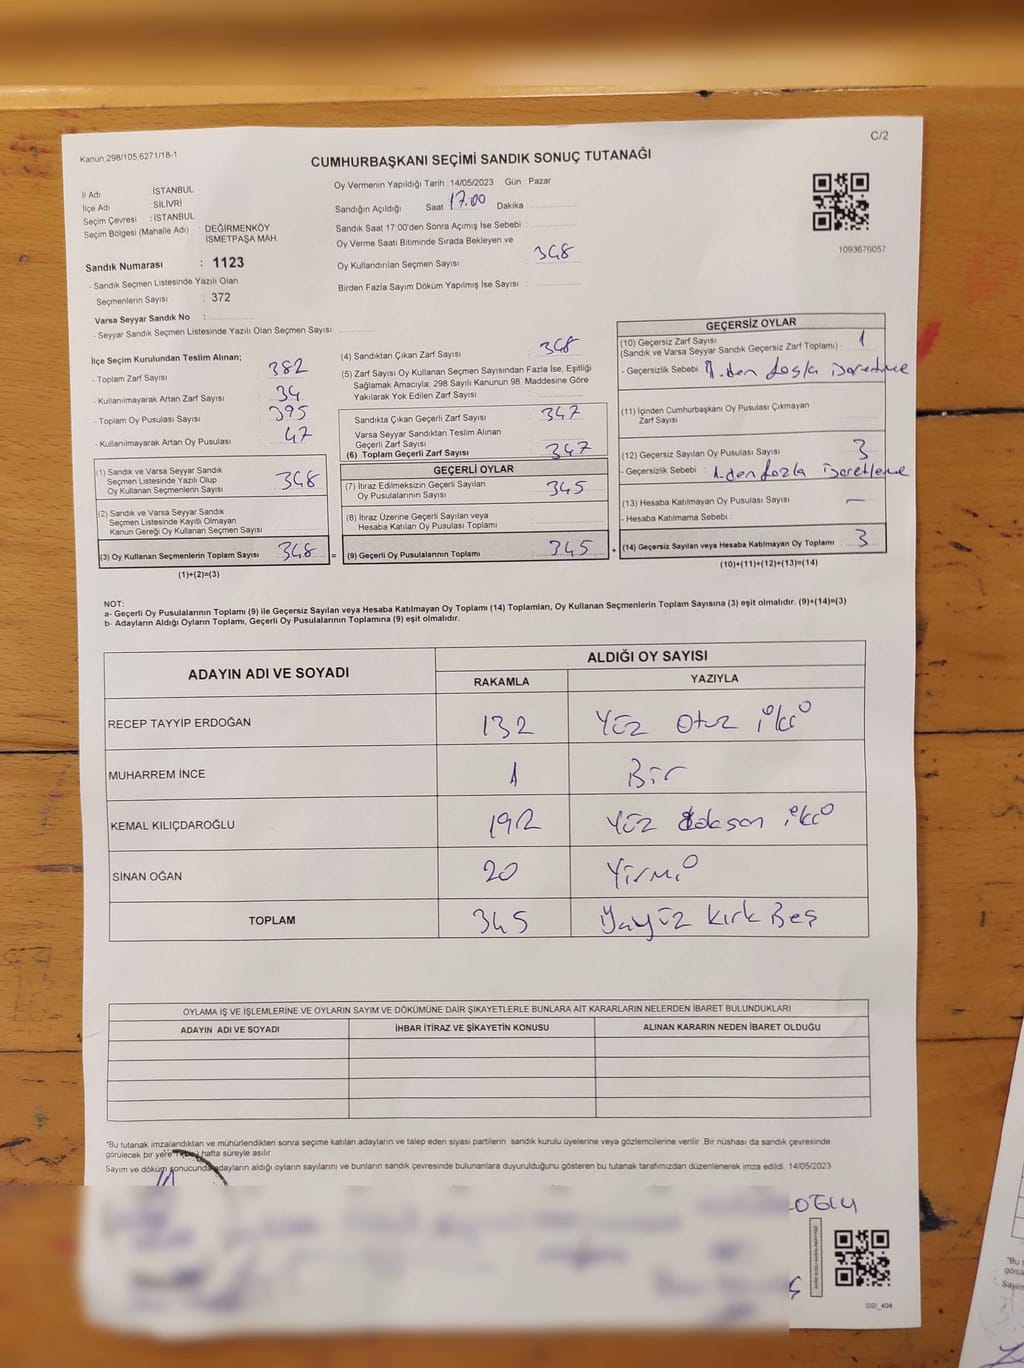 C/2
Kanun:298/105;6271/18-1
CUMHURBAŞKANI SEÇİMİ SANDIK SONUÇ TUTANAĞI
İl Adı : İSTANBUL
İlçe Adı : SİLİVRİ
Seçim Çevresi : İSTANBUL
Seçim Bölgesi (Mahalle Adı) : DEĞİRMENKÖY İSMETPAŞA MAH.
Sandık Numarası : 1123
- Sandık Seçmen Listesinde Yazılı Olan
Seçmenlerin Sayısı : 372
Varsa Seyyar Sandık No :
- Seyyar Sandık Seçmen Listesinde Yazılı Olan Seçmen Sayısı:
Oy Vermenin Yapıldığı Tarih : 14/05/2023 Gün : Pazar
Sandığın Açıldığı Saat 17:00 Dakika :
Sandık Saat 17:00'den Sonra Açımış İse Sebebi :
Oy Verme Saati Bitiminde Sırada Bekleyen ve
Oy Kullandırılan Seçmen Sayısı : 348
Birden Fazla Sayım Döküm Yapılmış İse Sayısı :
1093676057
İlçe Seçim Kurulundan Teslim Alınan;
- Toplam Zarf Sayısı : 382
- Kullanılmayarak Artan Zarf Sayısı : 34
- Toplam Oy Pusulası Sayısı : 395
- Kullanılmayarak Artan Oy Pusulası : 47
(1) Sandık ve Varsa Seyyar Sandık
Seçmen Listesinde Yazılı Olup
Oy Kullanan Seçmenlerin Sayısı : 348
(2) Sandık ve Varsa Seyyar Sandık
Seçmen Listesinde Kayıtlı Olmayan
Kanun Gereği Oy Kullanan Seçmen Sayısı :
(3) Oy Kullanan Seçmenlerin Toplam Sayısı : 348
(1)+(2)=(3)
(4) Sandıktan Çıkan Zarf Sayısı : 348
(5) Zarf Sayısı Oy Kullanan Seçmen Sayısından Fazla İse, Eşitliği
Sağlamak Amacıyla; 298 Sayılı Kanunun 98. Maddesine Göre
Yakılarak Yok Edilen Zarf Sayısı :
Sandıkta Çıkan Geçerli Zarf Sayısı : 347
Varsa Seyyar Sandıktan Teslim Alınan
Geçerli Zarf Sayısı :
(6) Toplam Geçerli Zarf Sayısı : 347
GEÇERLİ OYLAR
(7) İtiraz Edilmeksizin Geçerli Sayılan
Oy Pusulalarının Sayısı : 345
(8) İtiraz Üzerine Geçerli Sayılan veya
Hesaba Katılan Oy Pusulası Toplamı :
= (9) Geçerli Oy Pusulalarının Toplamı : 345
GEÇERSİZ OYLAR
(10) Geçersiz Zarf Sayısı
(Sandık ve Varsa Seyyar Sandık Geçersiz Zarf Toplamı) : 1
- Geçersizlik Sebebi : 1.den fazla işaretleme
(11) İçinden Cumhurbaşkanı Oy Pusulası Çıkmayan
Zarf Sayısı :
(12) Geçersiz Sayılan Oy Pusulası Sayısı : 3
- Geçersizlik Sebebi : 1.den fazla işaretleme
(13) Hesaba Katılmayan Oy Pusulası Sayısı : —
- Hesaba Katılmama Sebebi :
+ (14) Geçersiz Sayılan veya Hesaba Katılmayan Oy Toplamı : 3
(10)+(11)+(12)+(13)=(14)
NOT:
a- Geçerli Oy Pusulalarının Toplamı (9) ile Geçersiz Sayılan veya Hesaba Katılmayan Oy Toplamı (14) Toplamları, Oy Kullanan Seçmenlerin Toplam Sayısına (3) eşit olmalıdır. (9)+(14)=(3)
b- Adayların Aldığı Oyların Toplamı, Geçerli Oy Pusulalarının Toplamına (9) eşit olmalıdır.
ADAYIN ADI VE SOYADI
ALDIĞI OY SAYISI
RAKAMLA YAZIYLA
RECEP TAYYİP ERDOĞAN 132 Yüz Otuz iki
MUHARREM İNCE 1 Bir
KEMAL KILIÇDAROĞLU 192 Yüz doksan iki
SİNAN OĞAN 20 Yirmi
TOPLAM 345 Üçyüz Kırk Beş
OYLAMA İŞ VE İŞLEMLERİNE VE OYLARIN SAYIM VE DÖKÜMÜNE DAİR ŞİKAYETLERLE BUNLARA AİT KARARLARIN NELERDEN İBARET BULUNDUKLARI
ADAYIN ADI VE SOYADI İHBAR İTİRAZ VE ŞİKAYETİN KONUSU ALINAN KARARIN NEDEN İBARET OLDUĞU
*Bu tutanak imzalandıktan ve mühürlendikten sonra seçime katılan adayların ve talep eden siyasi partilerin sandık kurulu üyelerine veya gözlemcilerine verilir. Bir nüshası da sandık çevresinde
görülecek bir yere hafta süreyle asılır.
Sayım ve döküm sonucunda adayların aldığı oyların sayılarını ve bunların sandık çevresinde bulunanlara duyurulduğunu gösteren bu tutanak tarafımızdan düzenlenerek imza edildi. 14/05/2023
OĞLU
SSI_404